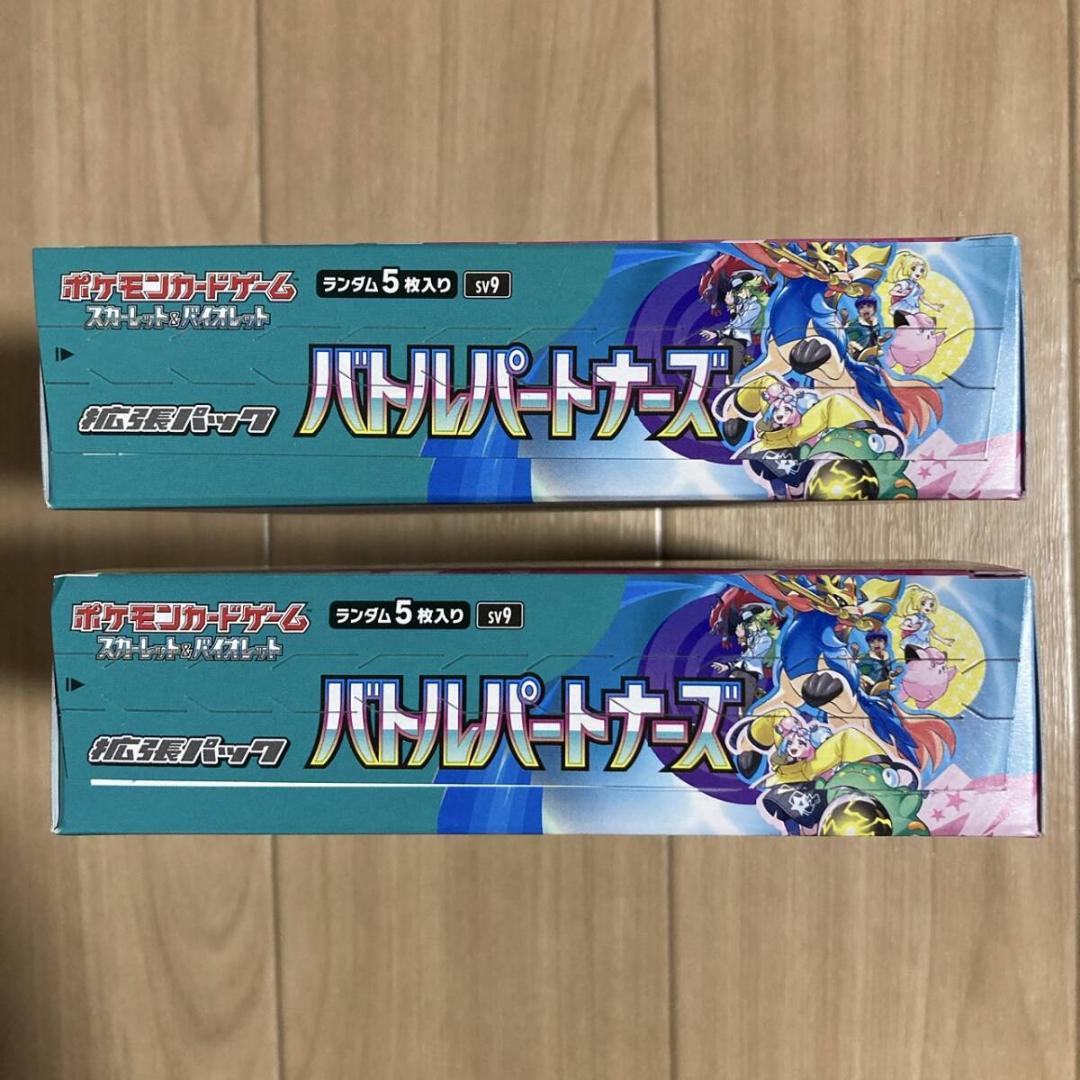 ポケモンカードゲーム
スカーレット&バイオレット
ランダム5枚入り sv9
拡張パック
バトルパートナーズ
ポケモンカードゲーム
スカーレット&バイオレット
ランダム5枚入り sv9
拡張パック
バトルパートナーズ